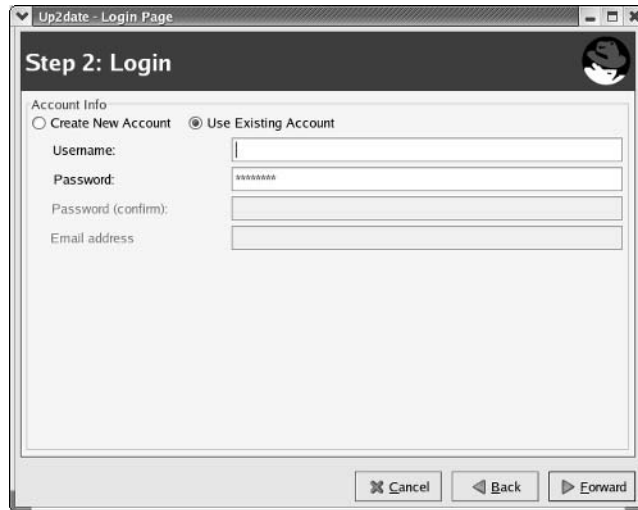 Up2date - Login Page
Step 2: Login
Account Info
Create New Account Use Existing Account
Username:
Password: ********
Password (confirm):
Email address
Cancel Back Forward